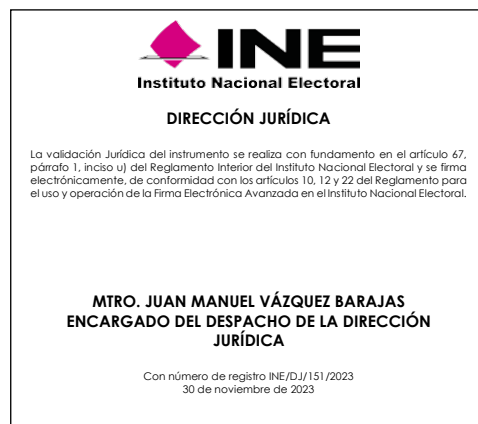 INE
Instituto Nacional Electoral
DIRECCIÓN JURÍDICA
La validación Jurídica del instrumento se realiza con fundamento en el artículo 67,
párrafo 1, inciso u) del Reglamento Interior del Instituto Nacional Electoral y se firma
electrónicamente, de conformidad con los artículos 10, 12 y 22 del Reglamento para
el uso y operación de la Firma Electrónica Avanzada en el Instituto Nacional Electoral.
MTRO. JUAN MANUEL VÁZQUEZ BARAJAS
ENCARGADO DEL DESPACHO DE LA DIRECCIÓN
JURÍDICA
Con número de registro INE/DJ/151/2023
30 de noviembre de 2023